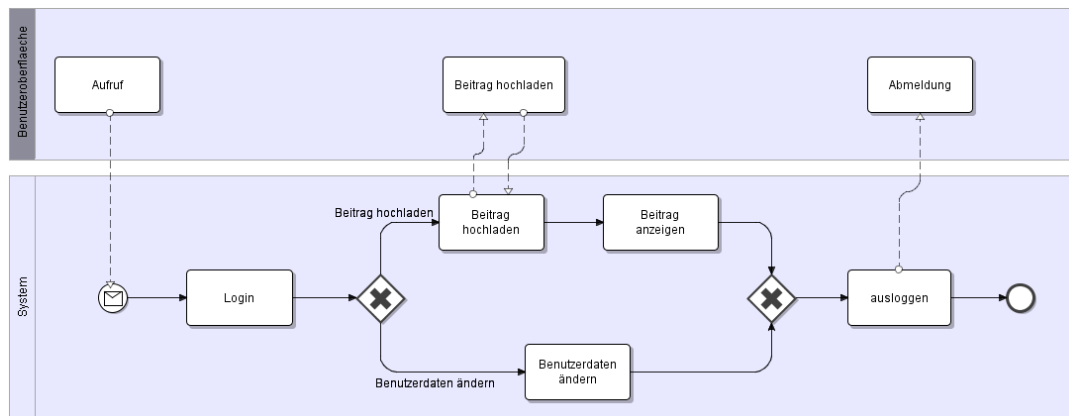 Benutzeroberflaeche
Aufruf
Beitrag hochladen
Abmeldung
System
Login
Beitrag hochladen
Beitrag
hochladen
Beitrag
anzeigen
ausloggen
Benutzerdaten ändern
Benutzerdaten
ändern